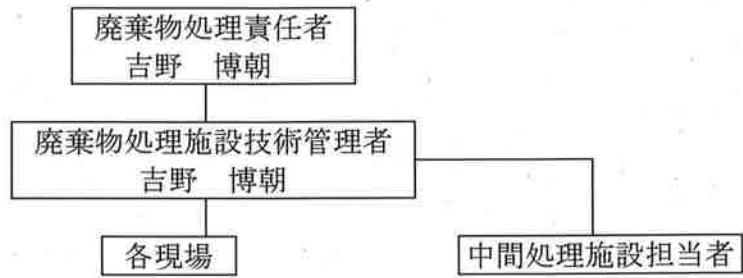 廃棄物処理責任者
吉野　博朝
廃棄物処理施設技術管理者
吉野　博朝
各現場
中間処理施設担当者